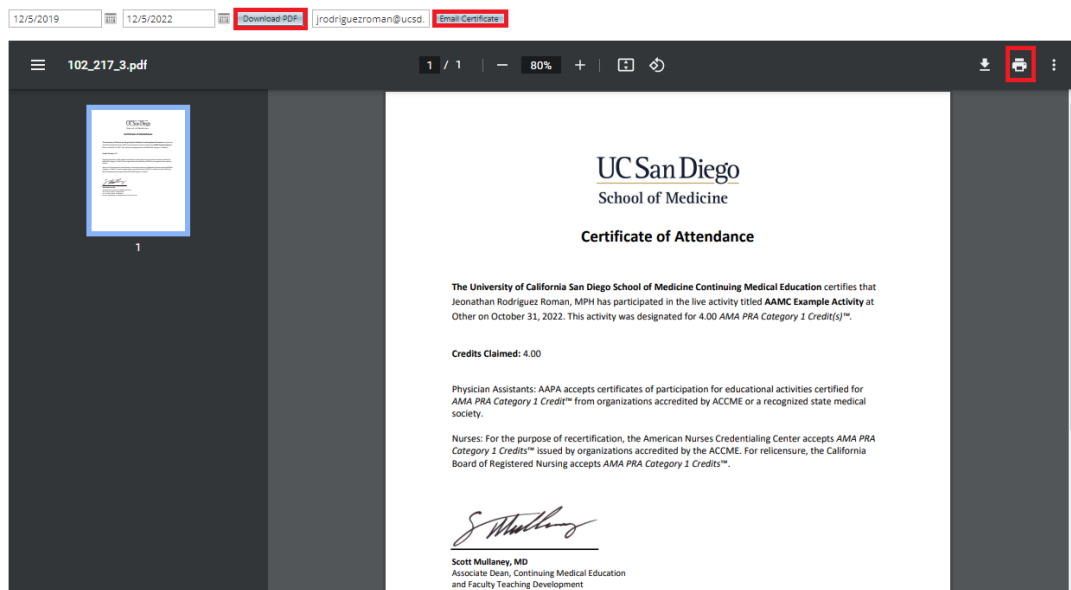 12/5/2019 12/5/2022 Download PDF jrodriguezroman@ucsd. Email Certificate
102_217_3.pdf 1 / 1 80%
1
UC San Diego
School of Medicine
Certificate of Attendance
The University of California San Diego School of Medicine Continuing Medical Education certifies that
Jeonathan Rodriguez Roman, MPH has participated in the live activity titled AAMC Example Activity at
Other on October 31, 2022. This activity was designated for 4.00 AMA PRA Category 1 Credit(s)™.
Credits Claimed: 4.00
Physician Assistants: AAPA accepts certificates of participation for educational activities certified for
AMA PRA Category 1 Credit™ from organizations accredited by ACCME or a recognized state medical
society.
Nurses: For the purpose of recertification, the American Nurses Credentialing Center accepts AMA PRA
Category 1 Credits™ issued by organizations accredited by the ACCME. For relicensure, the California
Board of Registered Nursing accepts AMA PRA Category 1 Credits™.
S Mullaney
Scott Mullaney, MD
Associate Dean, Continuing Medical Education
and Faculty Teaching Development